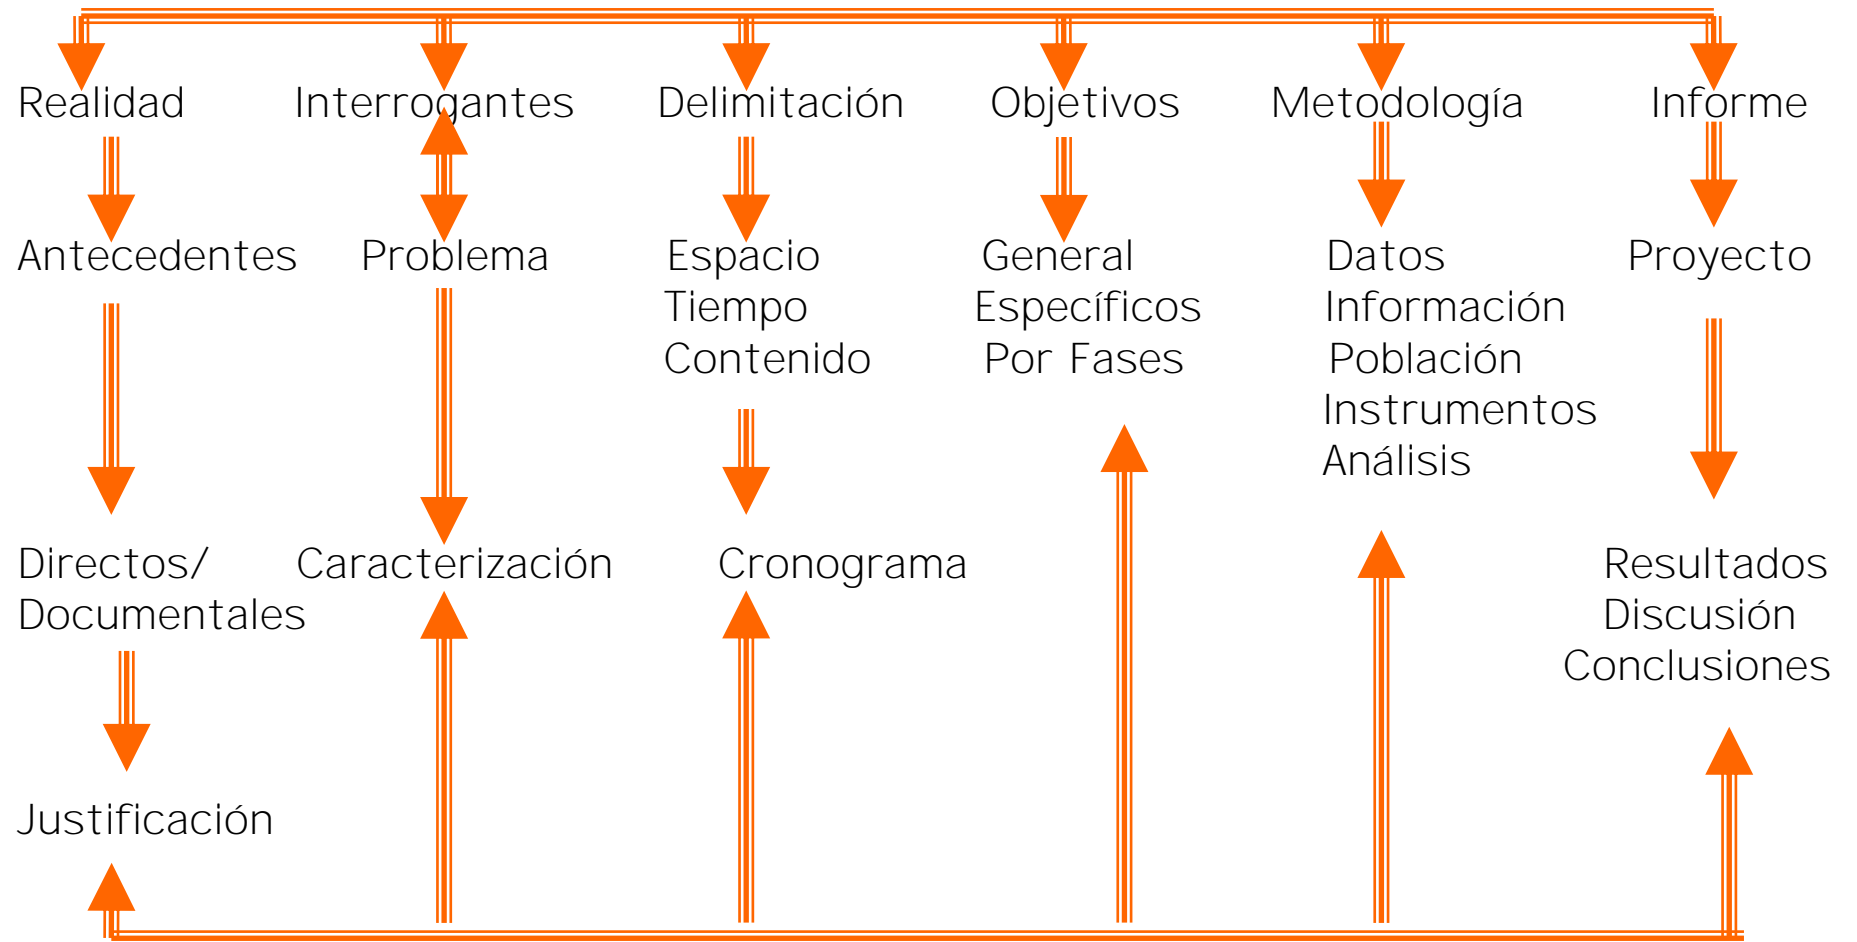 Realidad Interrogantes Delimitación Objetivos Metodología Informe
Antecedentes Problema Espacio General Datos Proyecto
Tiempo Específicos Información
Contenido Por Fases Población
Instrumentos
Análisis
Directos/ Caracterización Cronograma Resultados
Documentales Discusión
Conclusiones
Justificación